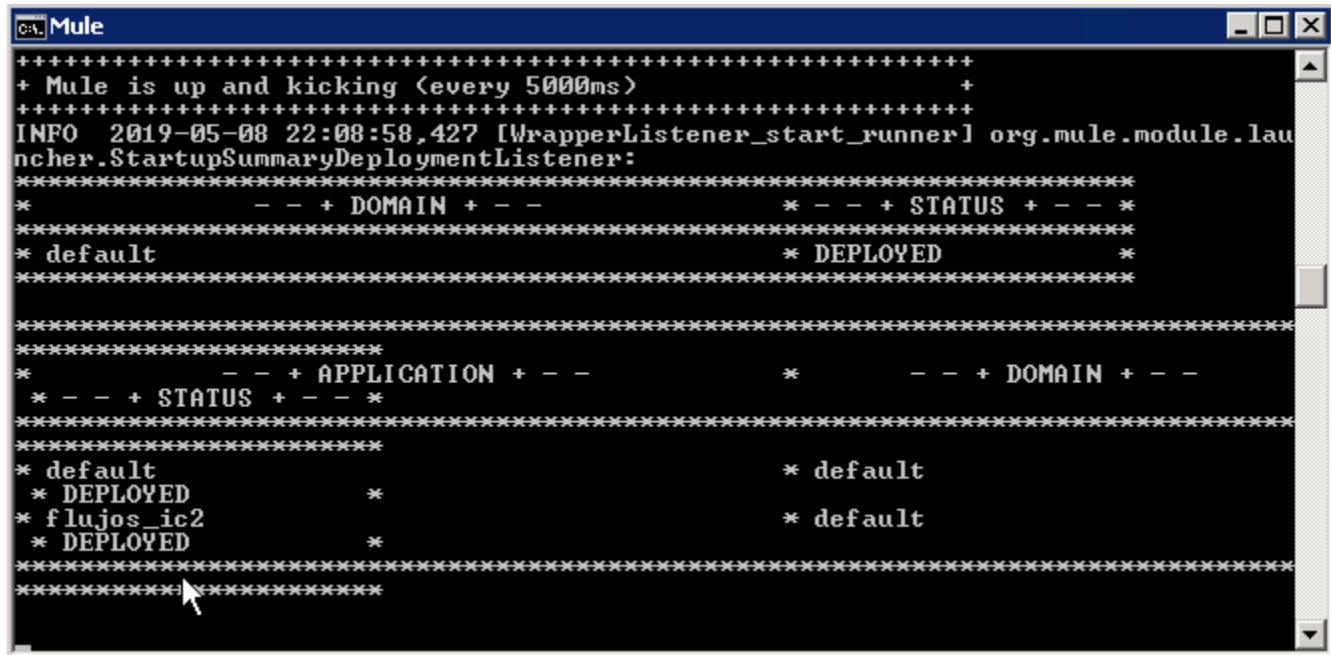 Mule
++++++++++++++++++++++++++++++++++++++++++++++++++++++++++++
+ Mule is up and kicking (every 5000ms)                    +
++++++++++++++++++++++++++++++++++++++++++++++++++++++++++++
INFO  2019-05-08 22:08:58,427 [WrapperListener_start_runner] org.mule.module.lau
ncher.StartupSummaryDeploymentListener:
**********************************************************************
*              - - + DOMAIN + - -               * - - + STATUS + - - *
**********************************************************************
* default                                       * DEPLOYED           *
**********************************************************************
********************************************************************************
***********************
*            - - + APPLICATION + - -            *       - - + DOMAIN + - -
 * - - + STATUS + - - *
********************************************************************************
***********************
* default                                       * default
 * DEPLOYED           *
* flujos_ic2                                    * default
 * DEPLOYED           *
********************************************************************************
***********************